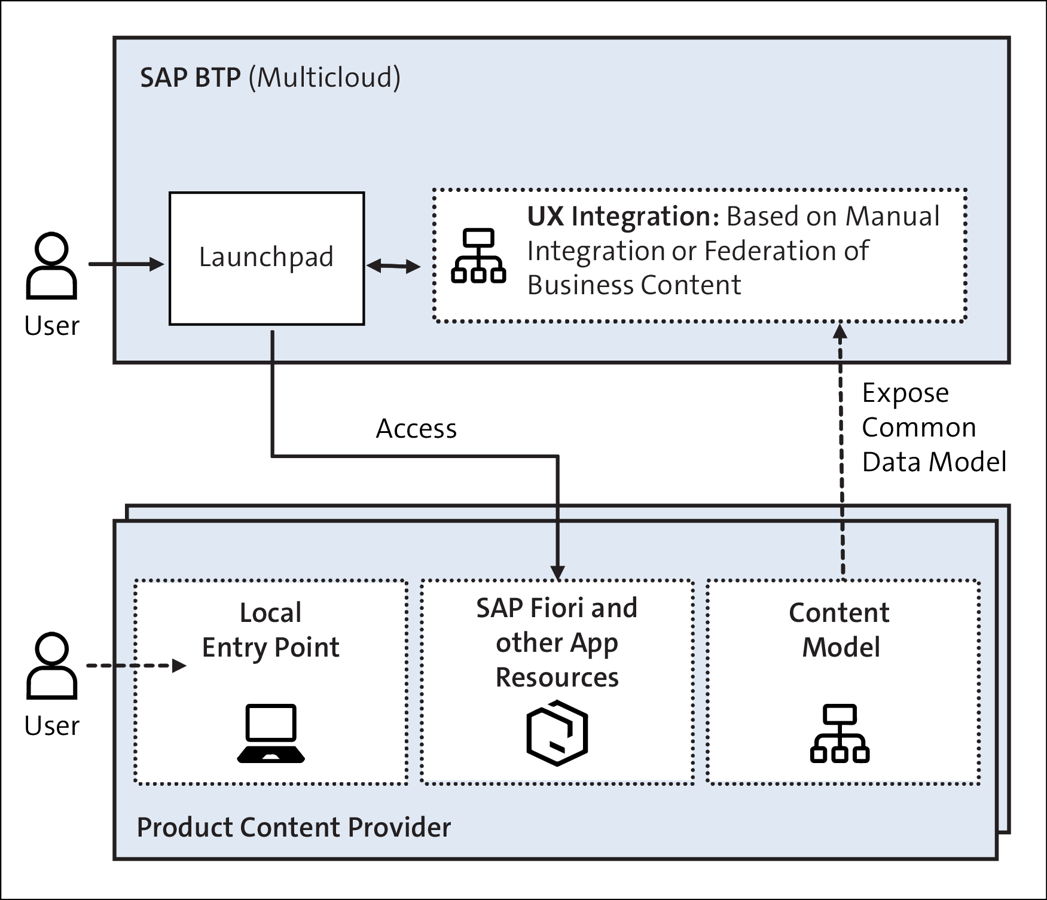 SAP BTP (Multicloud)
User
Launchpad
UX Integration: Based on Manual
Integration or Federation of
Business Content
Access
Expose
Common
Data Model
User
Local
Entry Point
SAP Fiori and
other App
Resources
Content
Model
Product Content Provider